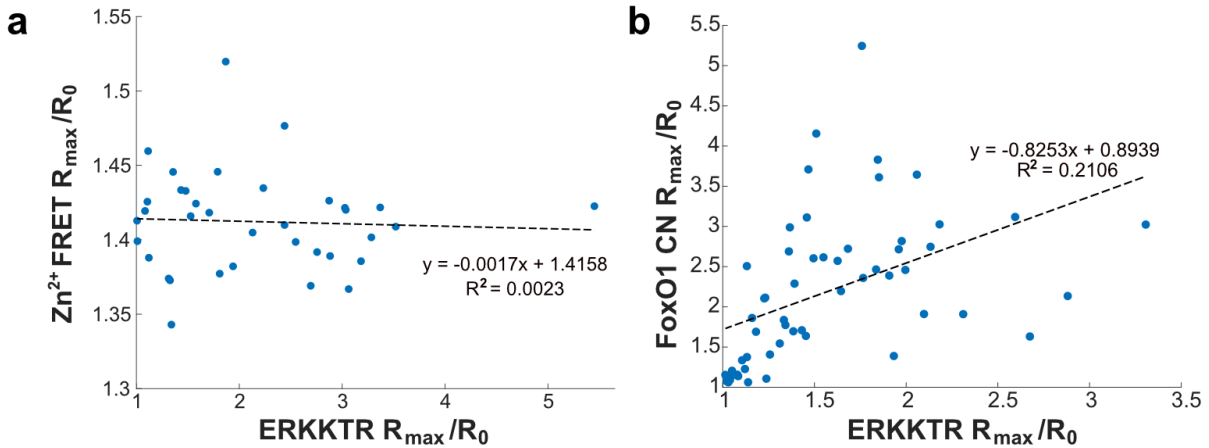 a
1.55
1.5
1.45
1.4
1.35
1.3
Zn²⁺ FRET Rmax/R0
y = -0.0017x + 1.4158
R² = 0.0023
1 2 3 4 5
ERKKTR Rmax/R0
b
5.5
5
4.5
4
3.5
3
2.5
2
1.5
1
FoxO1 CN Rmax/R0
y = -0.8253x + 0.8939
R² = 0.2106
1 1.5 2 2.5 3 3.5
ERKKTR Rmax/R0